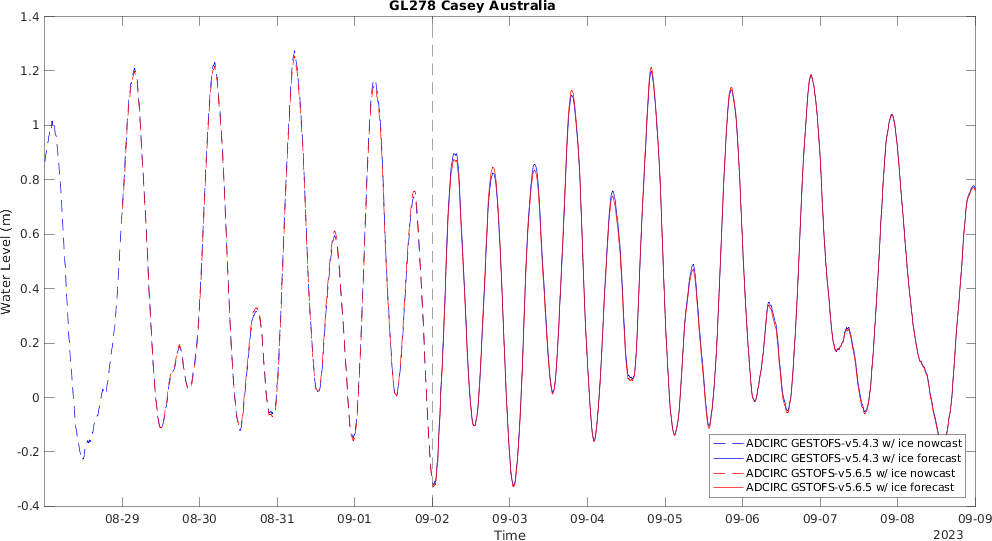 GL278 Casey Australia
1.4
1.2
1
0.8
0.6
0.4
0.2
0
-0.2
-0.4
Water Level (m)
ADCIRC GESTOFS-v5.4.3 w/ ice nowcast
ADCIRC GESTOFS-v5.4.3 w/ ice forecast
ADCIRC GSTOFS-v5.6.5 w/ ice nowcast
ADCIRC GSTOFS-v5.6.5 w/ ice forecast
08-29 08-30 08-31 09-01 09-02 09-03 09-04 09-05 09-06 09-07 09-08 09-09
Time 2023